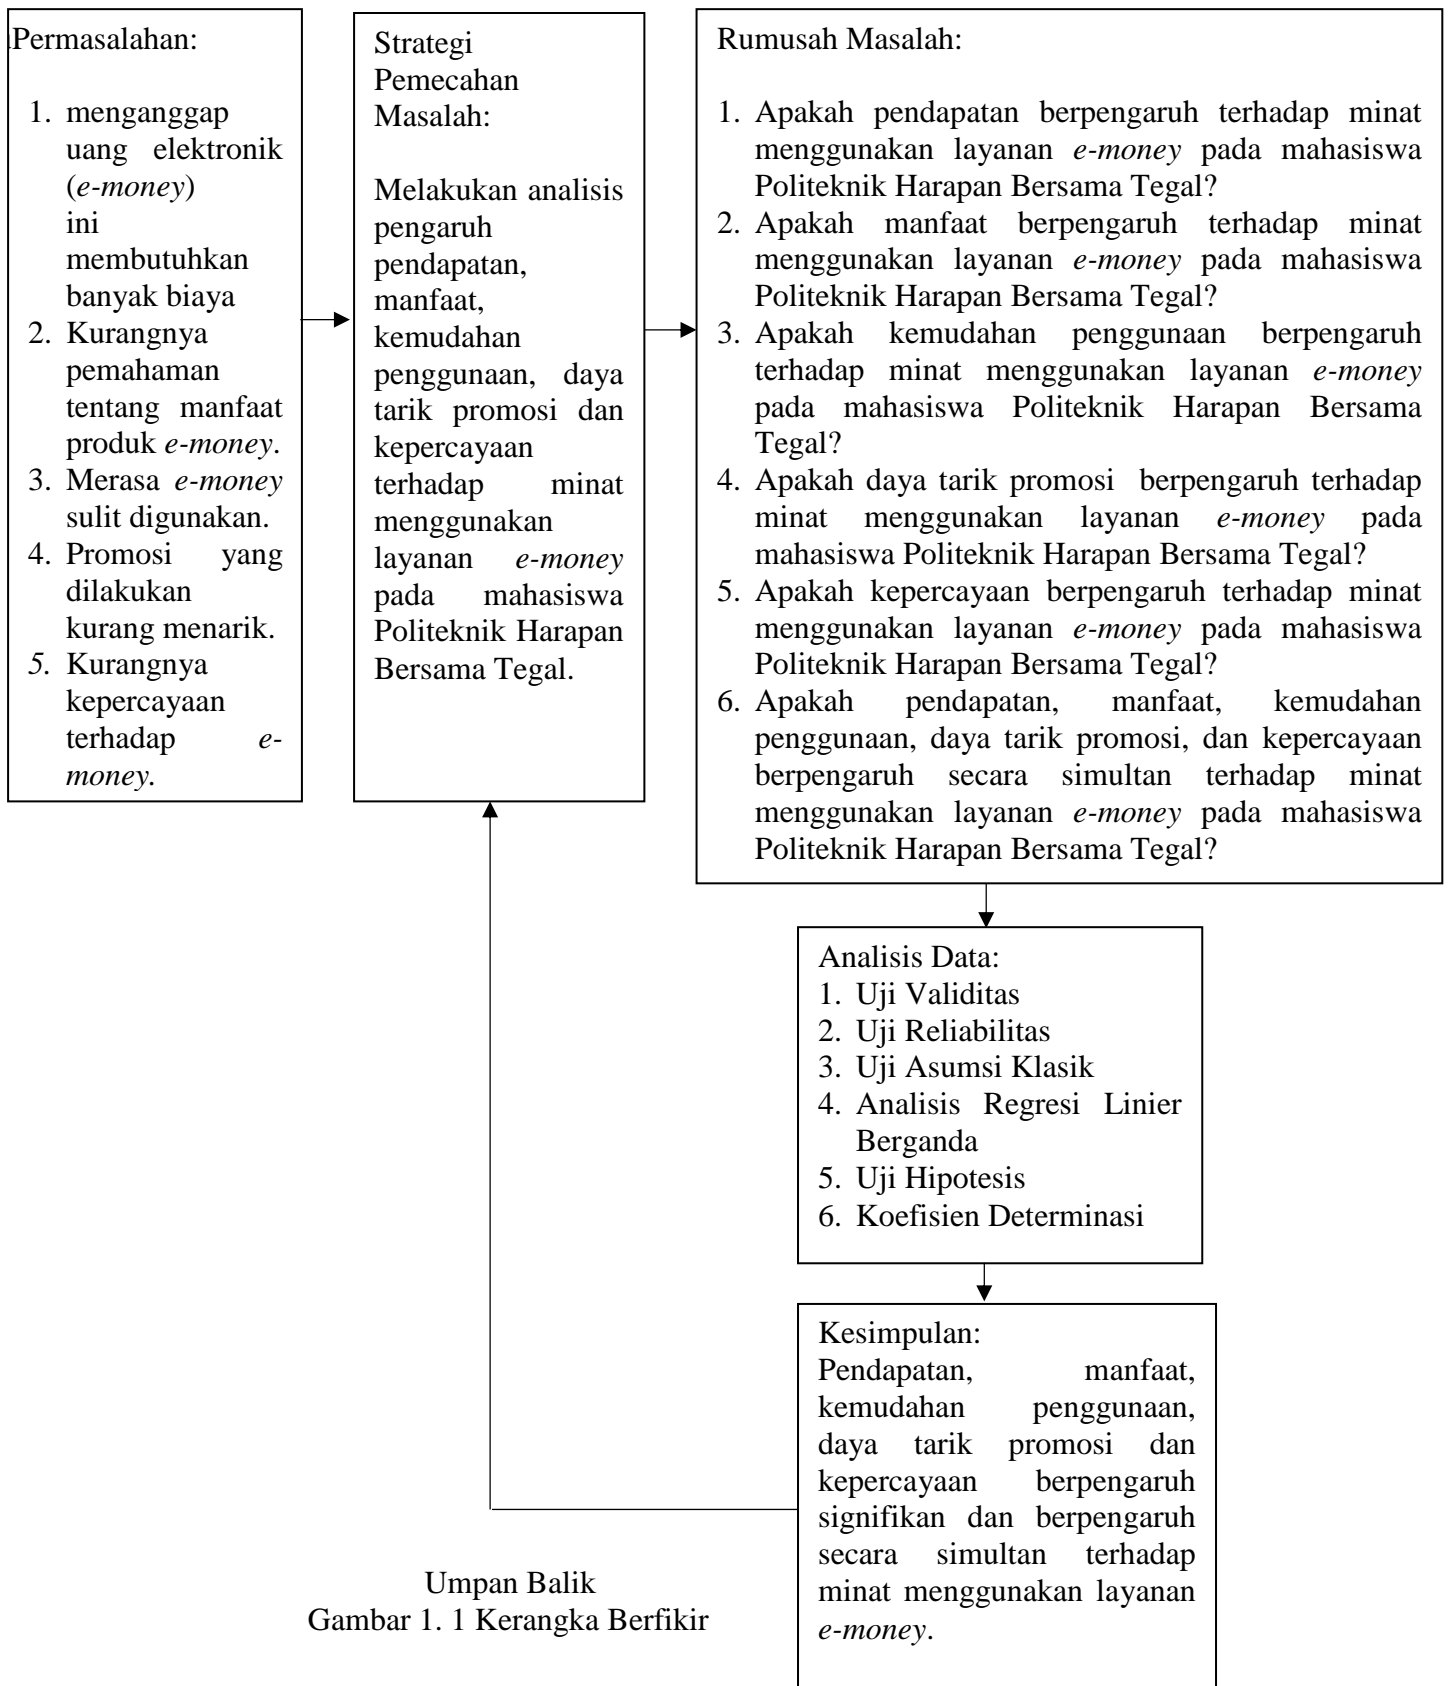 Permasalahan:
1. menganggap
uang elektronik
(e-money)
ini
membutuhkan
banyak biaya
2. Kurangnya
pemahaman
tentang manfaat
produk e-money.
3. Merasa e-money
sulit digunakan.
4. Promosi yang
dilakukan
kurang menarik.
5. Kurangnya
kepercayaan
terhadap e-
money.
Strategi
Pemecahan
Masalah:
Melakukan analisis
pengaruh
pendapatan,
manfaat,
kemudahan
penggunaan, daya
tarik promosi dan
kepercayaan
terhadap minat
menggunakan
layanan e-money
pada mahasiswa
Politeknik Harapan
Bersama Tegal.
Rumusah Masalah:
1. Apakah pendapatan berpengaruh terhadap minat
menggunakan layanan e-money pada mahasiswa
Politeknik Harapan Bersama Tegal?
2. Apakah manfaat berpengaruh terhadap minat
menggunakan layanan e-money pada mahasiswa
Politeknik Harapan Bersama Tegal?
3. Apakah kemudahan penggunaan berpengaruh
terhadap minat menggunakan layanan e-money
pada mahasiswa Politeknik Harapan Bersama
Tegal?
4. Apakah daya tarik promosi berpengaruh terhadap
minat menggunakan layanan e-money pada
mahasiswa Politeknik Harapan Bersama Tegal?
5. Apakah kepercayaan berpengaruh terhadap minat
menggunakan layanan e-money pada mahasiswa
Politeknik Harapan Bersama Tegal?
6. Apakah pendapatan, manfaat, kemudahan
penggunaan, daya tarik promosi, dan kepercayaan
berpengaruh secara simultan terhadap minat
menggunakan layanan e-money pada mahasiswa
Politeknik Harapan Bersama Tegal?
Analisis Data:
1. Uji Validitas
2. Uji Reliabilitas
3. Uji Asumsi Klasik
4. Analisis Regresi Linier
Berganda
5. Uji Hipotesis
6. Koefisien Determinasi
Kesimpulan:
Pendapatan, manfaat,
kemudahan penggunaan,
daya tarik promosi dan
kepercayaan berpengaruh
signifikan dan berpengaruh
secara simultan terhadap
minat menggunakan layanan
e-money.
Umpan Balik
Gambar 1. 1 Kerangka Berfikir